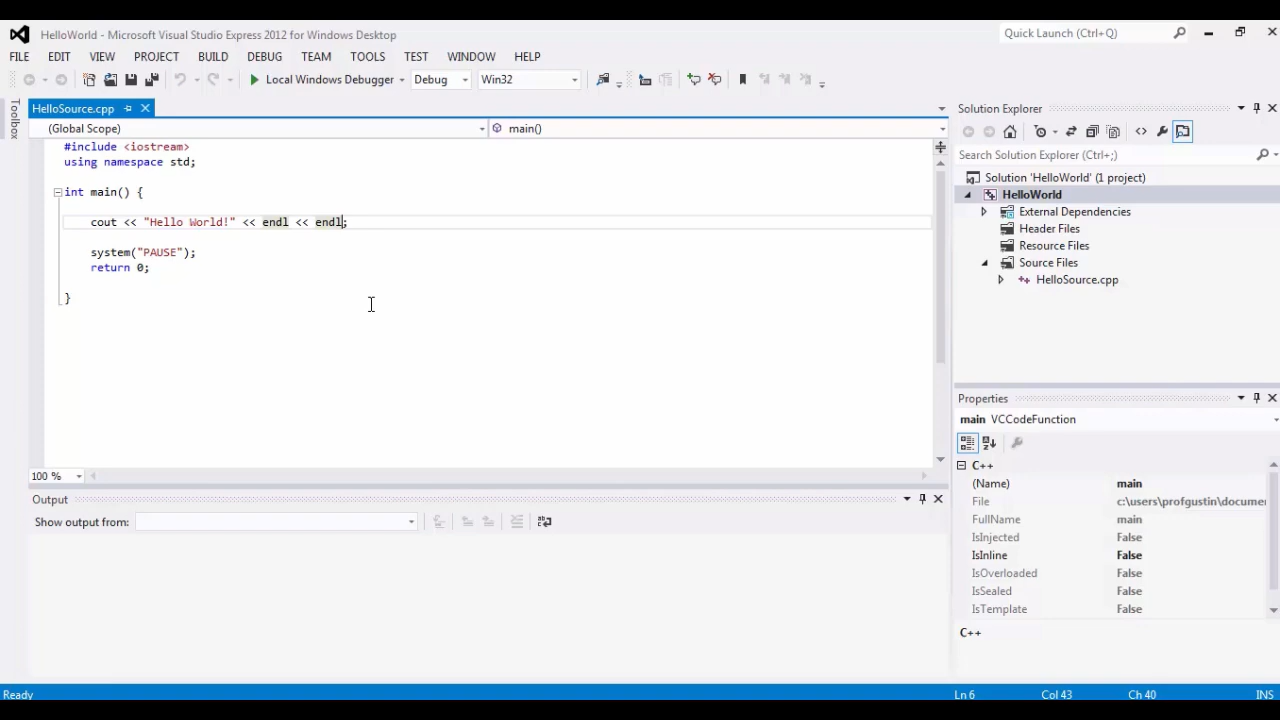 HelloWorld - Microsoft Visual Studio Express 2012 for Windows Desktop
Quick Launch (Ctrl+Q)
FILE EDIT VIEW PROJECT BUILD DEBUG TEAM TOOLS TEST WINDOW HELP
Local Windows Debugger Debug Win32
Toolbox
HelloSource.cpp
(Global Scope) main()
#include <iostream>
using namespace std;
int main() {
cout << "Hello World!" << endl << endl;
system("PAUSE");
return 0;
}
100 %
Output
Show output from:
Solution Explorer
Search Solution Explorer (Ctrl+;)
Solution 'HelloWorld' (1 project)
HelloWorld
External Dependencies
Header Files
Resource Files
Source Files
HelloSource.cpp
Properties
main VCCodeFunction
C++
(Name) main
File c:\users\profgustin\documen
FullName main
IsInjected False
IsInline False
IsOverloaded False
IsSealed False
IsTemplate False
C++
Ready Ln 6 Col 43 Ch 40 INS